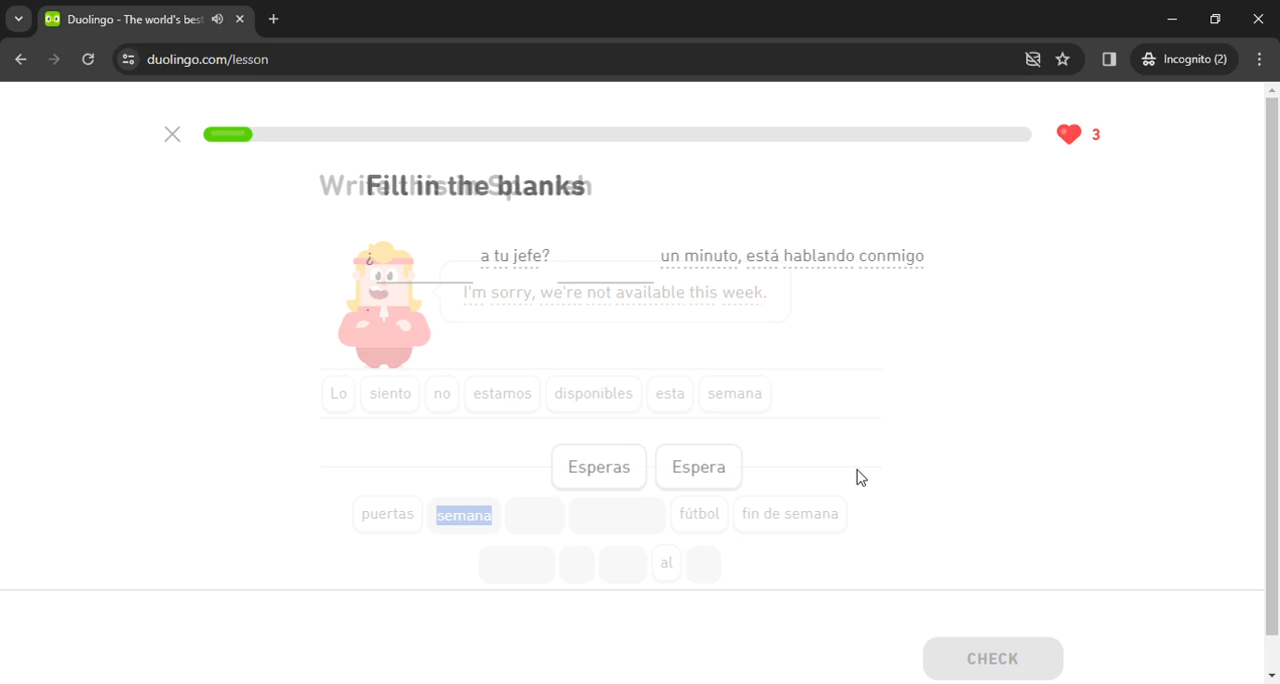 Duolingo - The world's bes
duolingo.com/lesson
Incognito (2)
3
Write this in Spanish
Fill in the blanks
¿ a tu jefe? un minuto, está hablando conmigo
I'm sorry, we're not available this week.
Lo siento no estamos disponibles esta semana
Esperas Espera
puertas semana fútbol fin de semana
al
CHECK